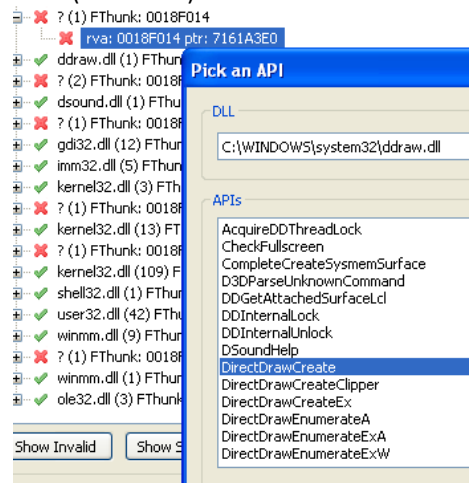 ? (1) FThunk: 0018F014
rva: 0018F014 ptr: 7161A3E0
ddraw.dll (1) FThun
? (2) FThunk: 0018F
dsound.dll (1) FThu
? (1) FThunk: 0018F
gdi32.dll (12) FThun
imm32.dll (5) FThun
kernel32.dll (3) FTh
? (1) FThunk: 0018F
kernel32.dll (13) FT
? (1) FThunk: 0018F
kernel32.dll (109) F
shell32.dll (1) FThur
user32.dll (42) FThu
winmm.dll (9) FThun
? (1) FThunk: 0018F
winmm.dll (1) FThur
ole32.dll (3) FThunk
Show Invalid
Show S
Pick an API
DLL
C:\WINDOWS\system32\ddraw.dll
APIs
AcquireDDThreadLock
CheckFullscreen
CompleteCreateSysmemSurface
D3DParseUnknownCommand
DDGetAttachedSurfaceLcl
DDInternalLock
DDInternalUnlock
DSoundHelp
DirectDrawCreate
DirectDrawCreateClipper
DirectDrawCreateEx
DirectDrawEnumerateA
DirectDrawEnumerateExA
DirectDrawEnumerateExW